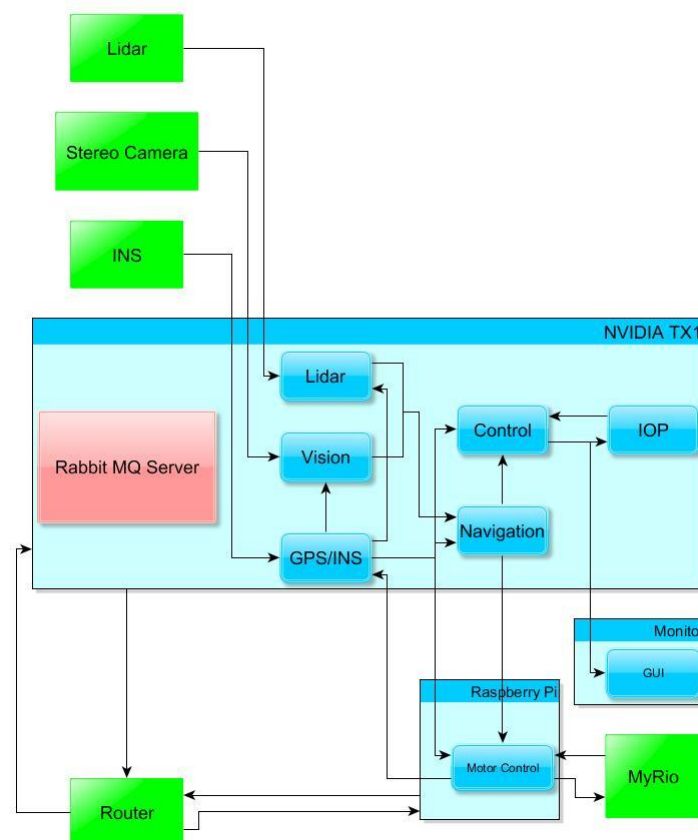 Lidar
Stereo Camera
INS
NVIDIA TX1
Lidar
Control
IOP
Rabbit MQ Server
Vision
Navigation
GPS/INS
Monito
GUI
Raspberry Pi
Motor Control
MyRio
Router